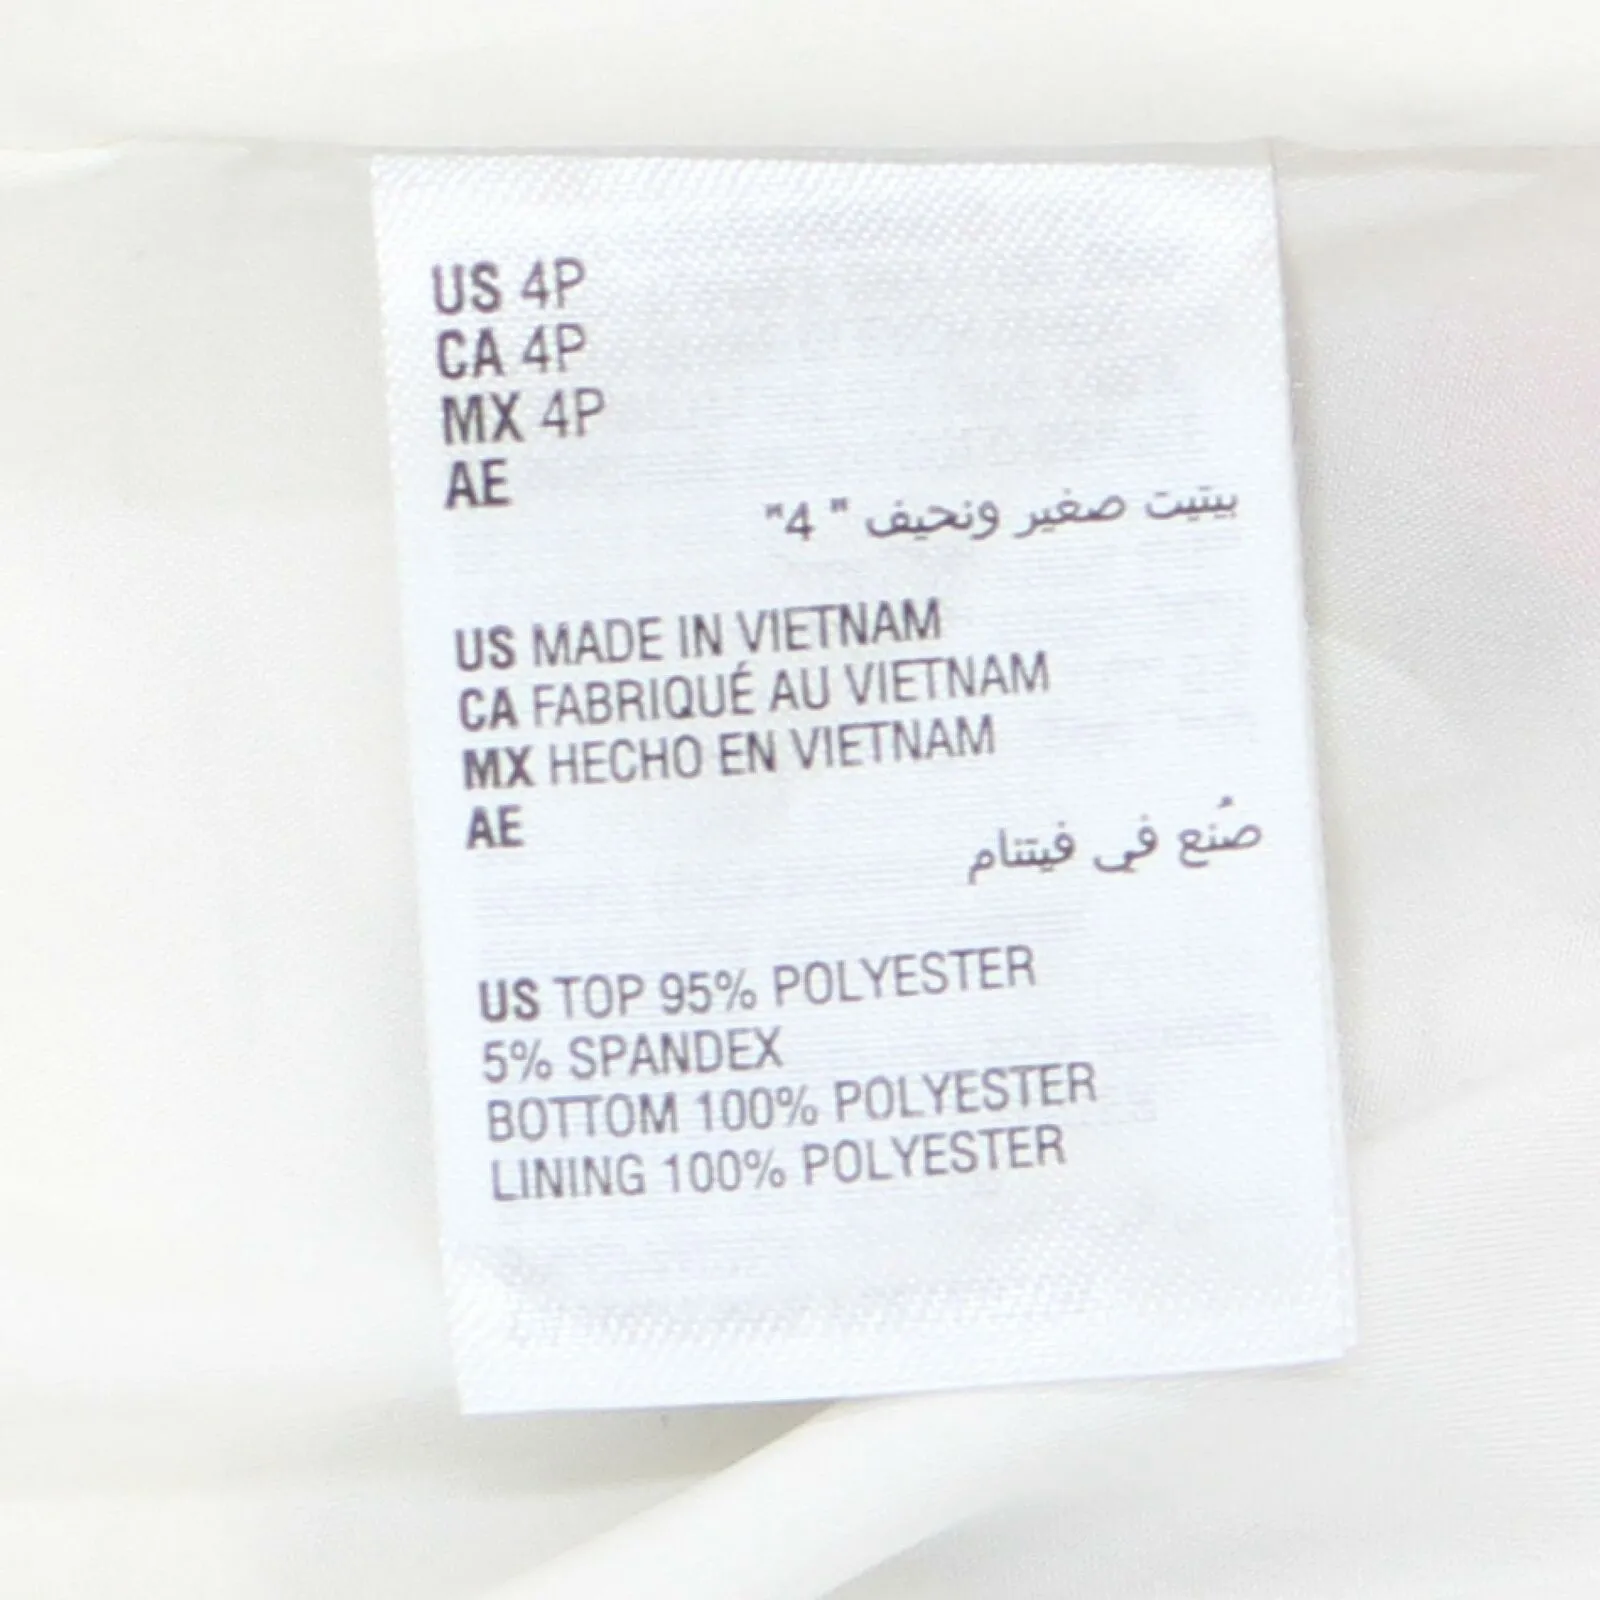 US 4P
CA 4P
MX 4P
AE
بيتيت صغير ونحيف " 4"
US MADE IN VIETNAM
CA FABRIQUÉ AU VIETNAM
MX HECHO EN VIETNAM
AE
صُنع في فيتنام
US TOP 95% POLYESTER
5% SPANDEX
BOTTOM 100% POLYESTER
LINING 100% POLYESTER